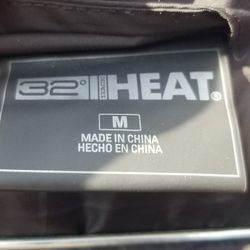 32° HEAT®
M
MADE IN CHINA
HECHO EN CHINA